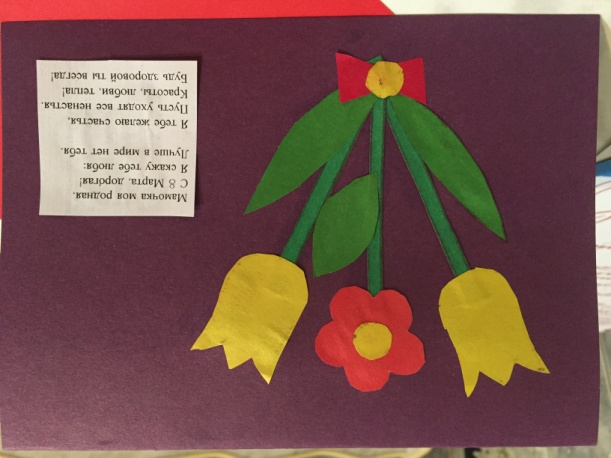 Мамочка моя родная.
С 8 Марта, дорогая!
Я скажу тебе любя:
Лучше в мире нет тебя.
Я тебе желаю счастья,
Пусть уходят все ненастья.
Красоты, любви, тепла!
Будь здоровой ты всегда!